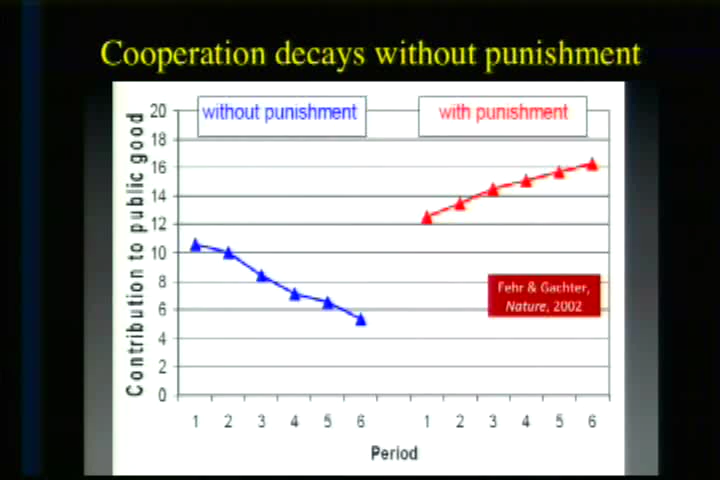 Cooperation decays without punishment
without punishment
with punishment
Contribution to public good
20
18
16
14
12
10
8
6
4
2
0
Fehr & Gachter,
Nature, 2002
1 2 3 4 5 6 1 2 3 4 5 6
Period